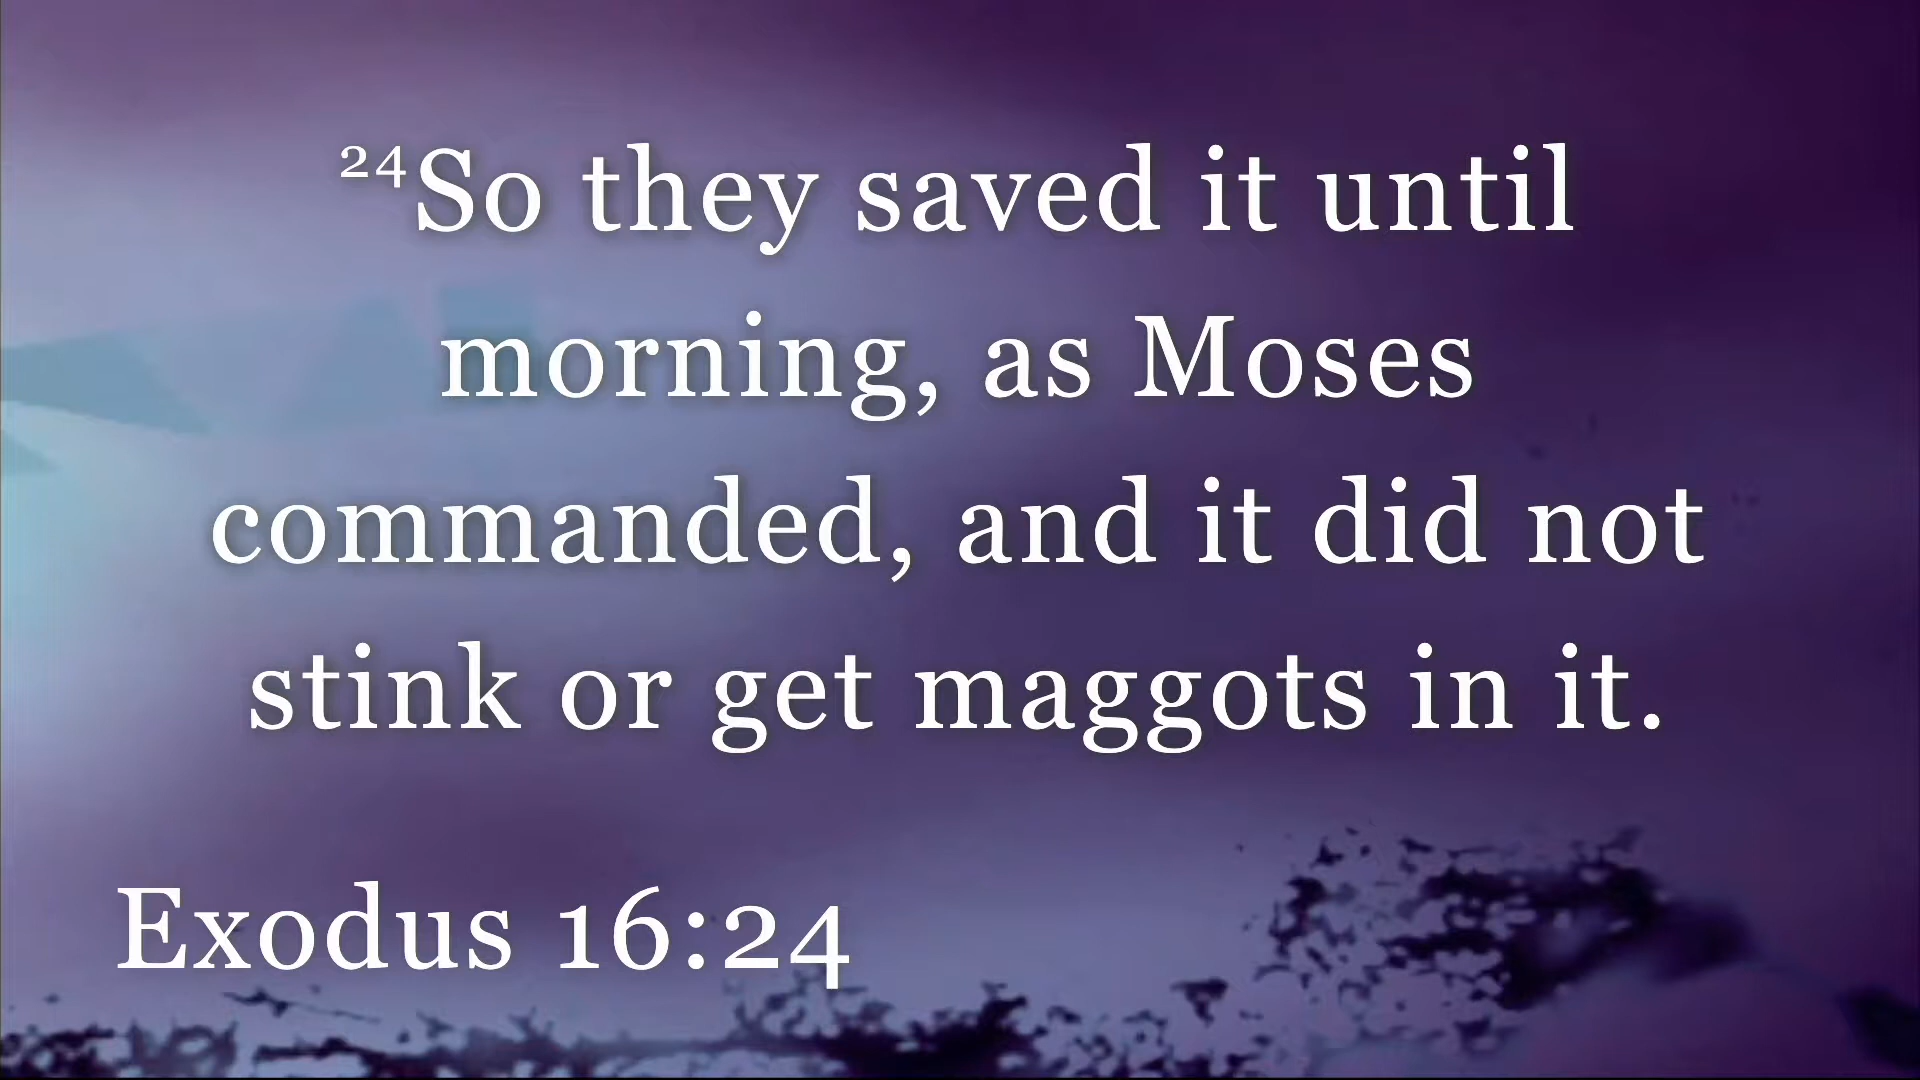 24So they saved it until
morning, as Moses
commanded, and it did not
stink or get maggots in it.
Exodus 16:24